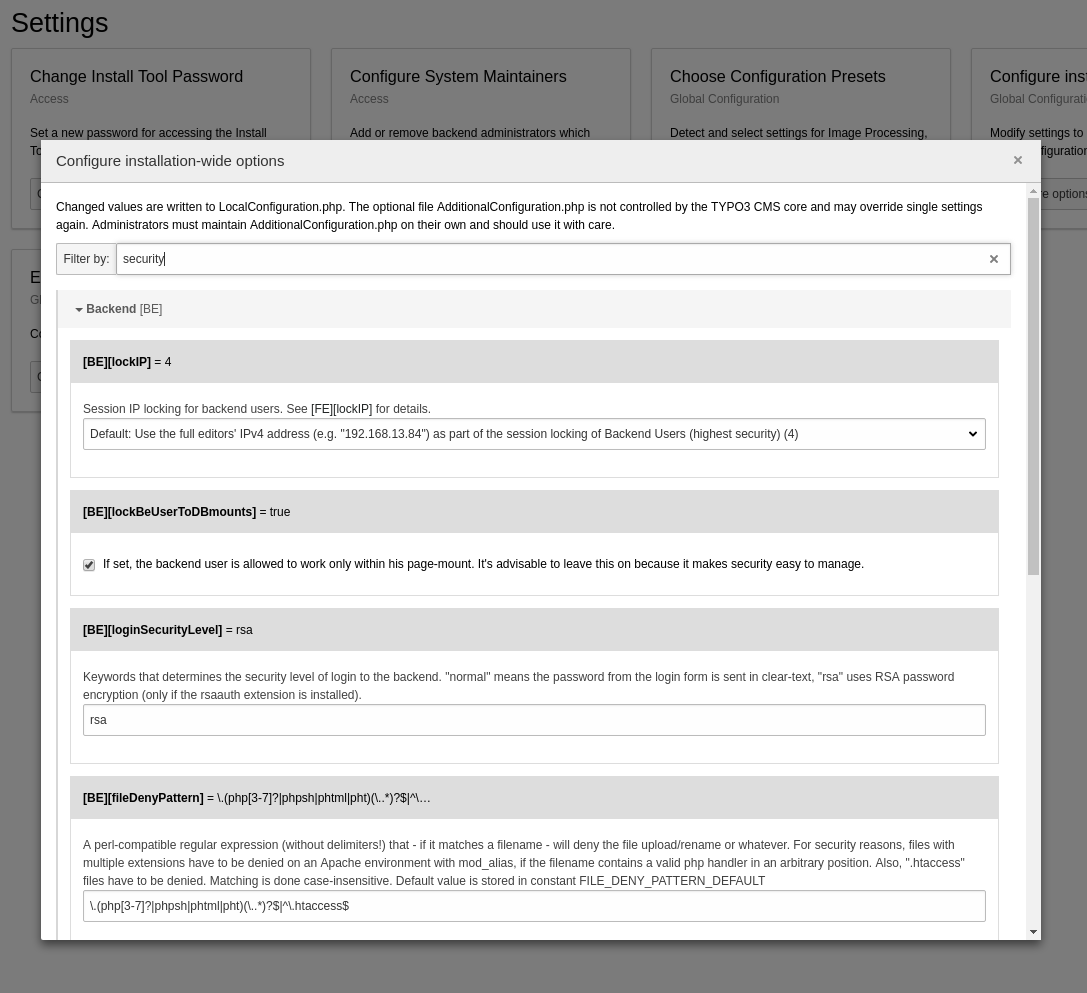 Settings
Change Install Tool Password
Access
Set a new password for accessing the Install
Configure System Maintainers
Access
Add or remove backend administrators which
Choose Configuration Presets
Global Configuration
Detect and select settings for Image Processing,
Global
Modify settings to
Configure installation-wide options
×
Changed values are written to LocalConfiguration.php. The optional file AdditionalConfiguration.php is not controlled by the TYPO3 CMS core and may override single settings
again. Administrators must maintain AdditionalConfiguration.php on their own and should use it with care.
Filter by: security ×
Backend [BE]
[BE][lockIP] = 4
Session IP locking for backend users. See [FE][lockIP] for details.
Default: Use the full editors' IPv4 address (e.g. "192.168.13.84") as part of the session locking of Backend Users (highest security) (4)
[BE][lockBeUserToDBmounts] = true
If set, the backend user is allowed to work only within his page-mount. It's advisable to leave this on because it makes security easy to manage.
[BE][loginSecurityLevel] = rsa
Keywords that determines the security level of login to the backend. "normal" means the password from the login form is sent in clear-text, "rsa" uses RSA password
encryption (only if the rsaauth extension is installed).
rsa
[BE][fileDenyPattern] = \.(php[3-7]?|phpsh|phtml|pht)(\..*)?$|^\…
A perl-compatible regular expression (without delimiters!) that - if it matches a filename - will deny the file upload/rename or whatever. For security reasons, files with
multiple extensions have to be denied on an Apache environment with mod_alias, if the filename contains a valid php handler in an arbitrary position. Also, ".htaccess"
files have to be denied. Matching is done case-insensitive. Default value is stored in constant FILE_DENY_PATTERN_DEFAULT
\.(php[3-7]?|phpsh|phtml|pht)(\..*)?$|^\.htaccess$